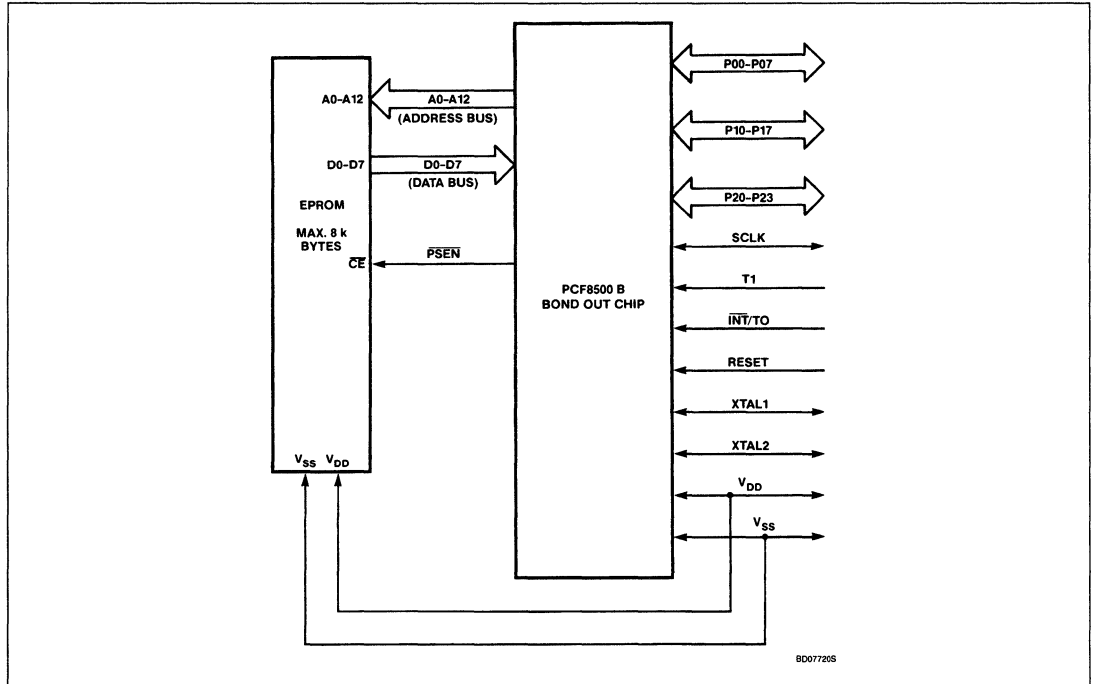 A0-A12
D0-D7
EPROM
MAX. 8 k
BYTES
CE
VSS VDD
A0-A12
(ADDRESS BUS)
D0-D7
(DATA BUS)
PSEN
PCF8500 B
BOND OUT CHIP
P00-P07
P10-P17
P20-P23
SCLK
T1
INT/TO
RESET
XTAL1
XTAL2
VDD
VSS
BD07720S